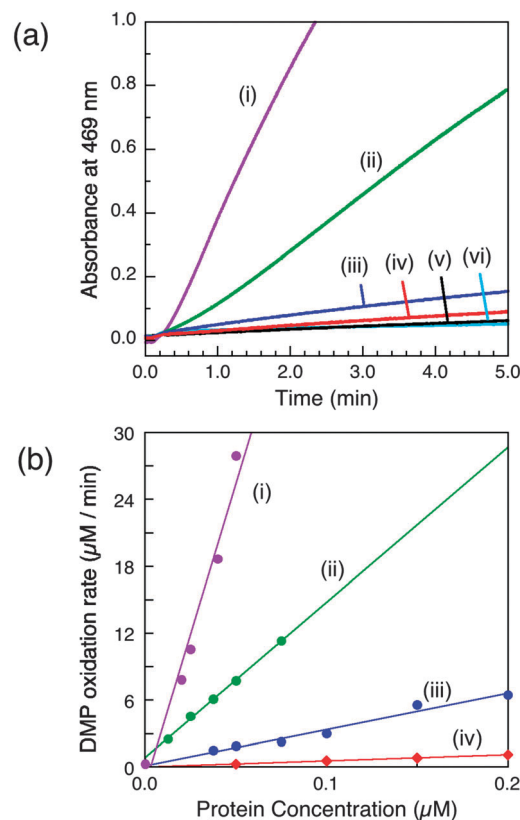 (a)
Absorbance at 469 nm
1.0
0.8
0.6
0.4
0.2
0.0
(i)
(ii)
(iii)
(iv)
(v)
(vi)
0.0
1.0
2.0
3.0
4.0
5.0
Time (min)
(b)
DMP oxidation rate (µM / min)
30
24
18
12
6
0
(i)
(ii)
(iii)
(iv)
0.0
0.1
0.2
Protein Concentration (µM)